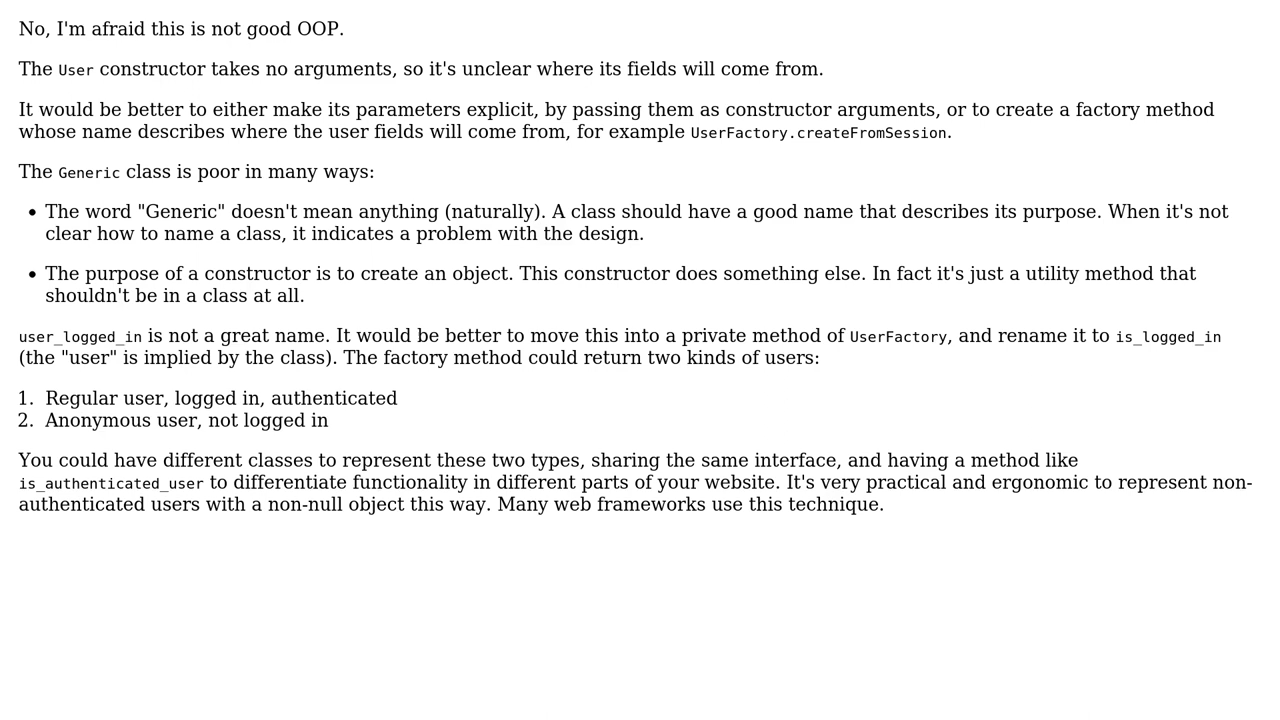 No, I'm afraid this is not good OOP.
The User constructor takes no arguments, so it's unclear where its fields will come from.
It would be better to either make its parameters explicit, by passing them as constructor arguments, or to create a factory method
whose name describes where the user fields will come from, for example UserFactory.createFromSession.
The Generic class is poor in many ways:
• The word "Generic" doesn't mean anything (naturally). A class should have a good name that describes its purpose. When it's not
clear how to name a class, it indicates a problem with the design.
• The purpose of a constructor is to create an object. This constructor does something else. In fact it's just a utility method that
shouldn't be in a class at all.
user_logged_in is not a great name. It would be better to move this into a private method of UserFactory, and rename it to is_logged_in
(the "user" is implied by the class). The factory method could return two kinds of users:
1. Regular user, logged in, authenticated
2. Anonymous user, not logged in
You could have different classes to represent these two types, sharing the same interface, and having a method like
is_authenticated_user to differentiate functionality in different parts of your website. It's very practical and ergonomic to represent non-
authenticated users with a non-null object this way. Many web frameworks use this technique.